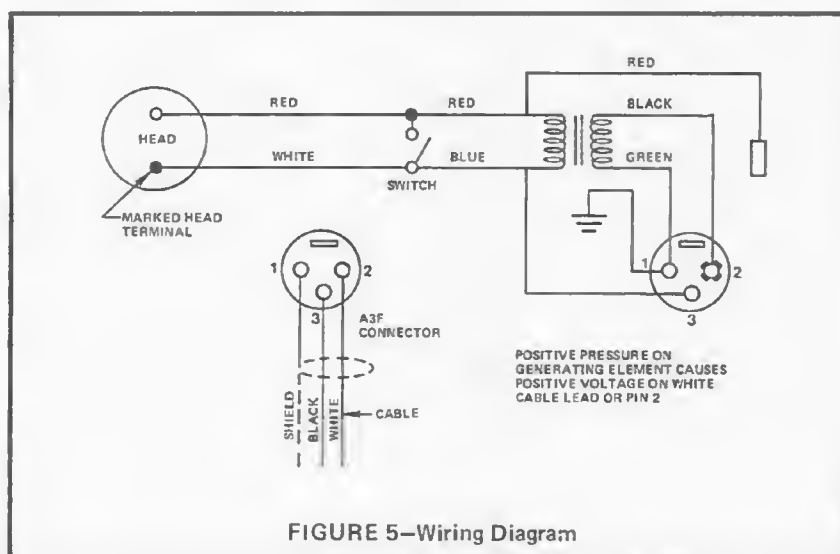 RED
RED
RED
BLACK
HEAD
WHITE
BLUE
GREEN
SWITCH
MARKED HEAD
TERMINAL
1
2
3
A3F
CONNECTOR
SHIELD
BLACK
WHITE
CABLE
1
2
3
POSITIVE PRESSURE ON
GENERATING ELEMENT CAUSES
POSITIVE VOLTAGE ON WHITE
CABLE LEAD OR PIN 2
FIGURE 5—Wiring Diagram